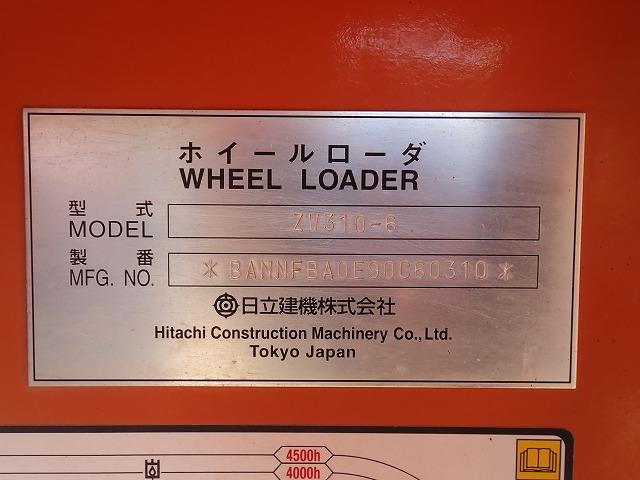 ホイールローダ
WHEEL LOADER
型式
MODEL ZW310-6
製番
MFG. NO. *BANNFBA0E90C60310*
日立建機株式会社
Hitachi Construction Machinery Co., Ltd.
Tokyo Japan
4500h
4000h